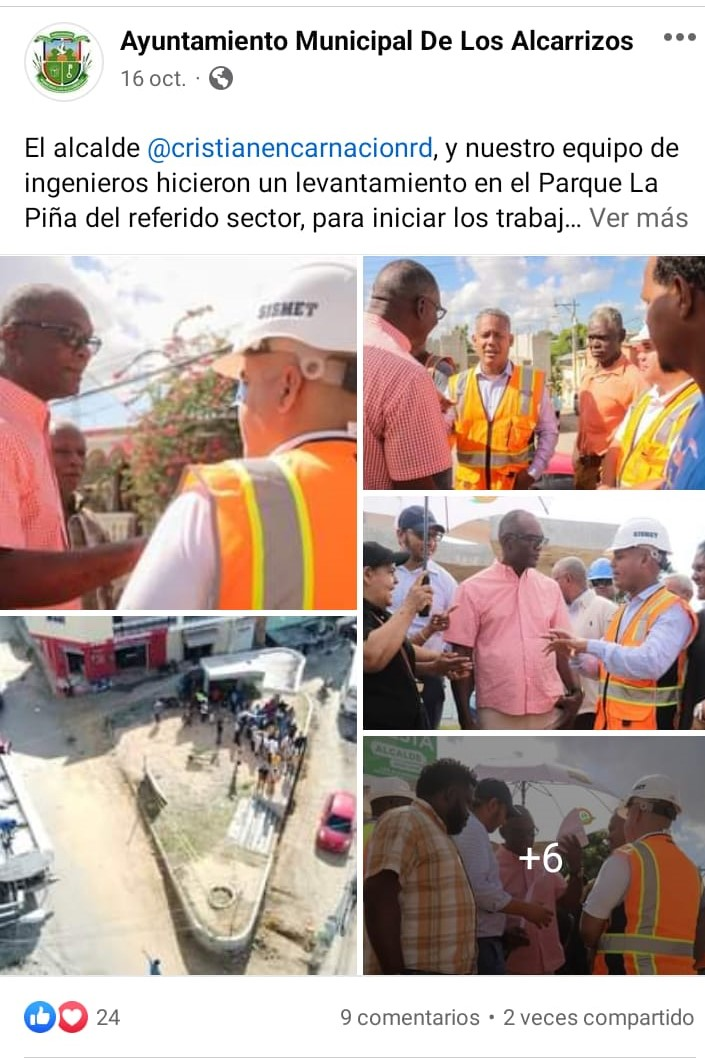 Ayuntamiento Municipal De Los Alcarrizos
16 oct. ·
El alcalde @cristianencarnacionrd, y nuestro equipo de
ingenieros hicieron un levantamiento en el Parque La
Piña del referido sector, para iniciar los trabaj... Ver más
SISMET
SISMET
ALCALDE
+6
24
9 comentarios • 2 veces compartido